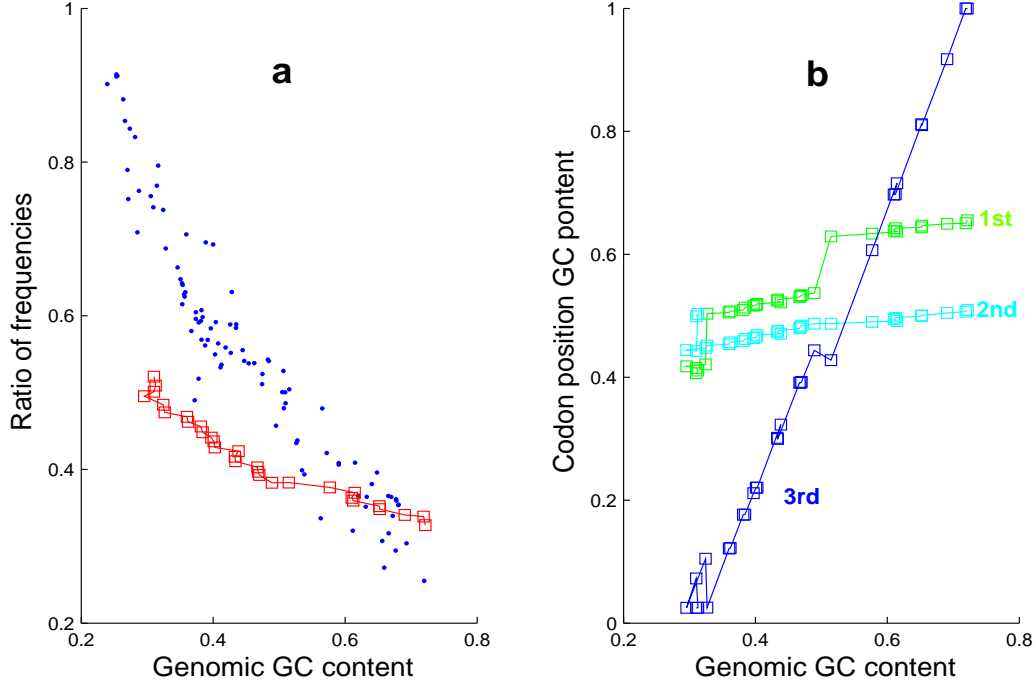 1
0.8
0.6
0.4
0.2
0.2
0.4
0.6
0.8
Ratio of frequencies
Genomic GC content
a
1
0.8
0.6
0.4
0.2
0
0.2
0.4
0.6
0.8
Codon position GC pontent
Genomic GC content
b
1st
2nd
3rd